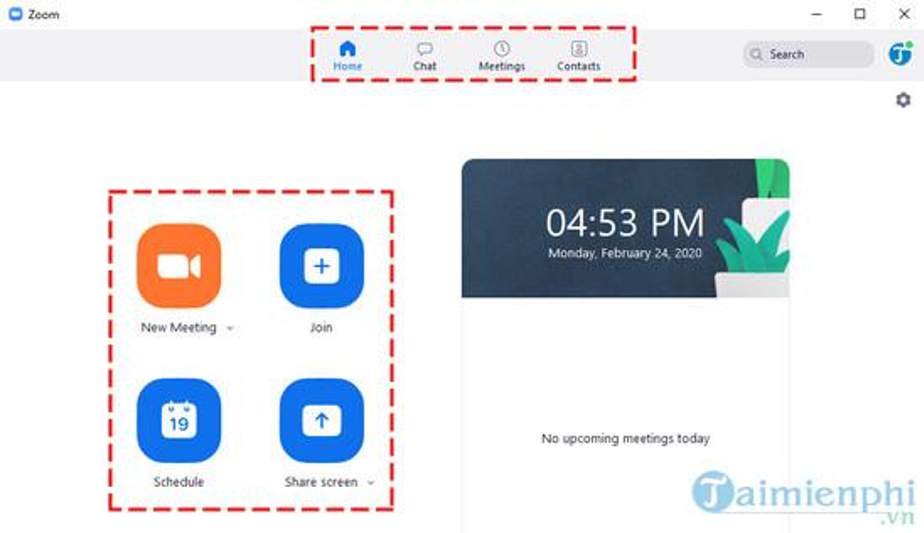 Zoom
Home Chat Meetings Contacts
Search
04:53 PM
Monday, February 24, 2020
New Meeting
Join
19
Schedule
Share screen
No upcoming meetings today
Taimienphi
.vn